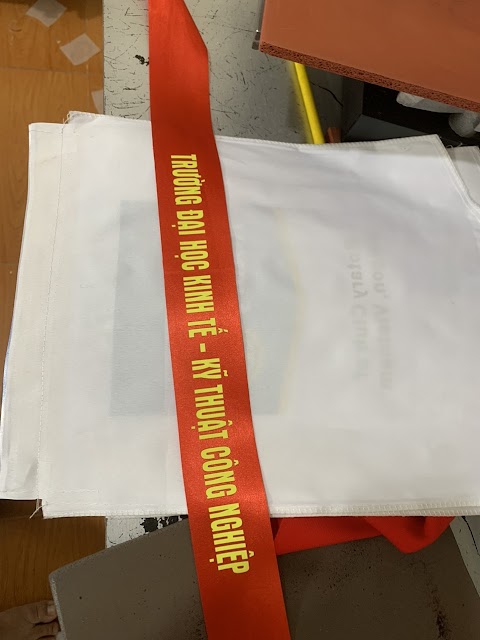 TRƯỜNG ĐẠI HỌC KINH TẾ – KỸ THUẬT CÔNG NGHIỆP